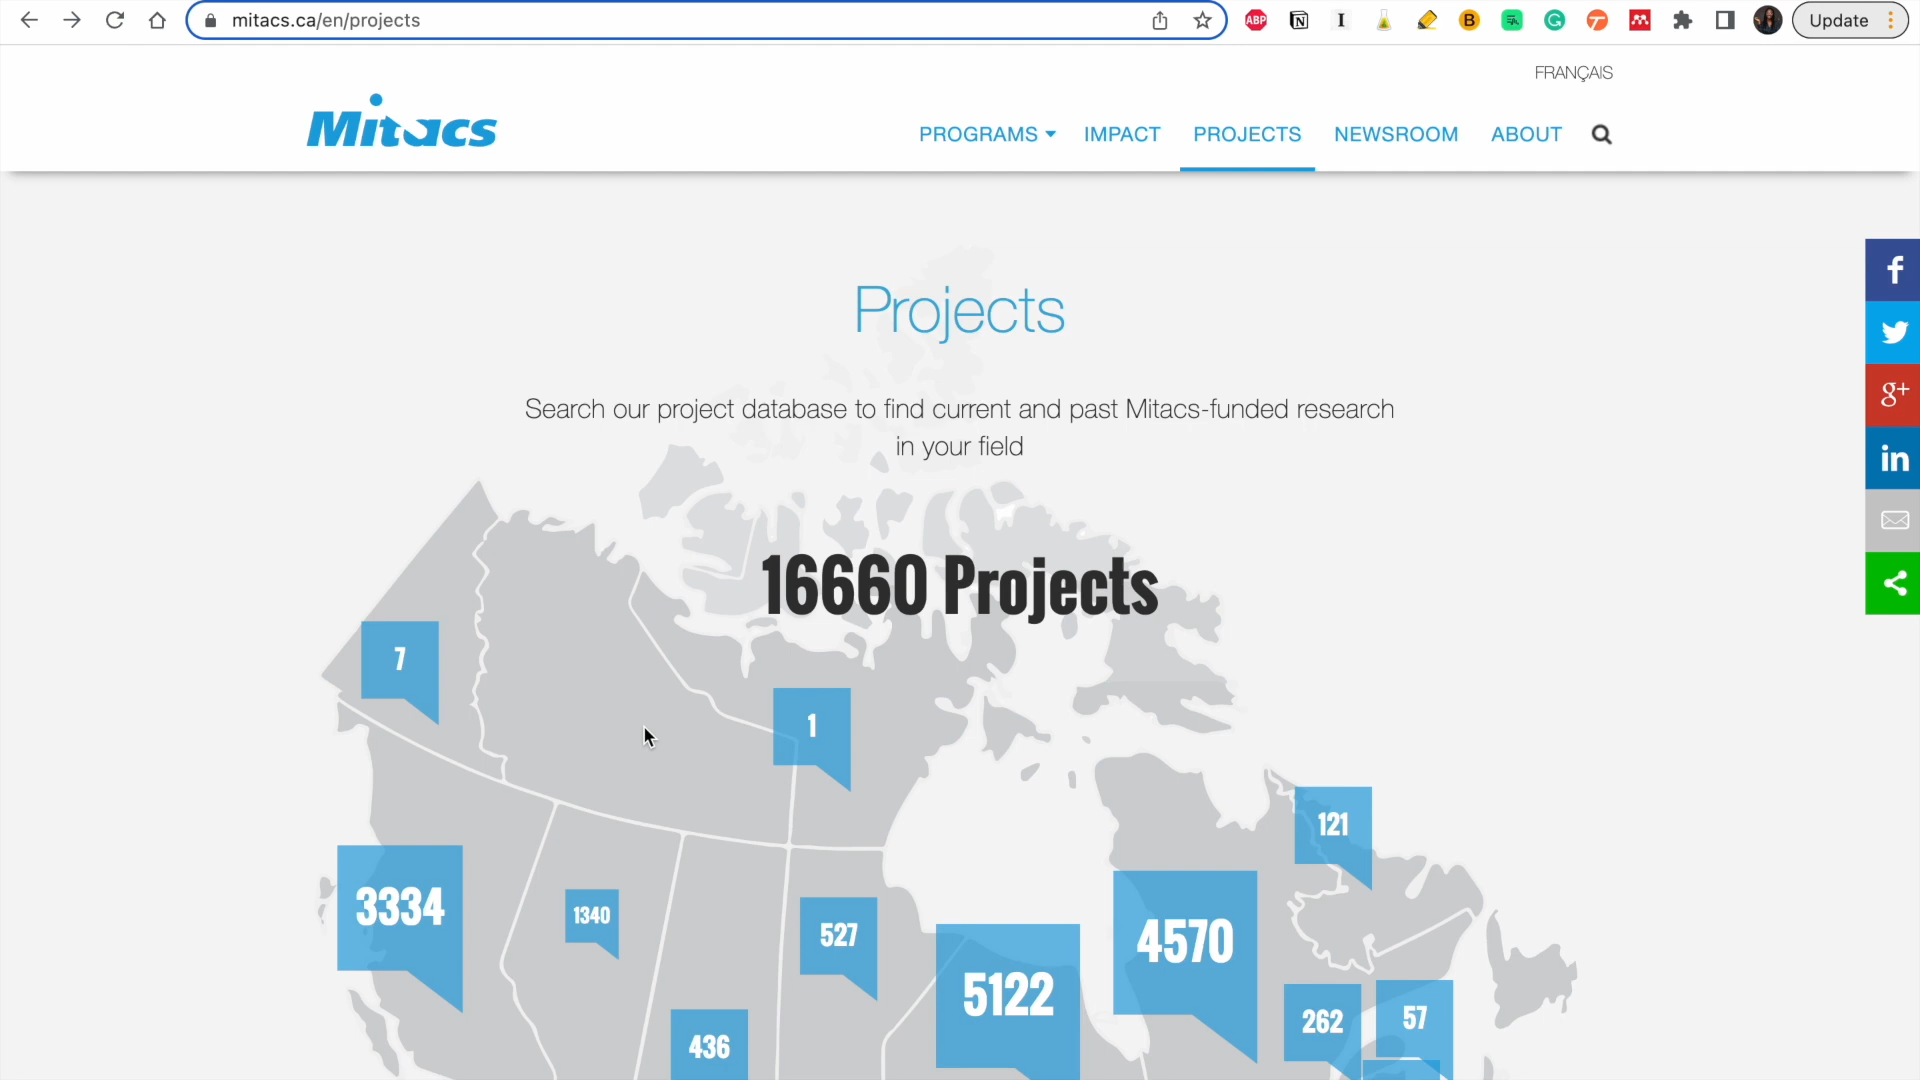 mitacs.ca/en/projects
ABP
N
I
B
G
T
Update
FRANÇAIS
Mitacs
PROGRAMS IMPACT PROJECTS NEWSROOM ABOUT
Projects
Search our project database to find current and past Mitacs-funded research
in your field
16660 Projects
7
1
121
3334
1340
527
4570
5122
262
57
436
f
g+
in